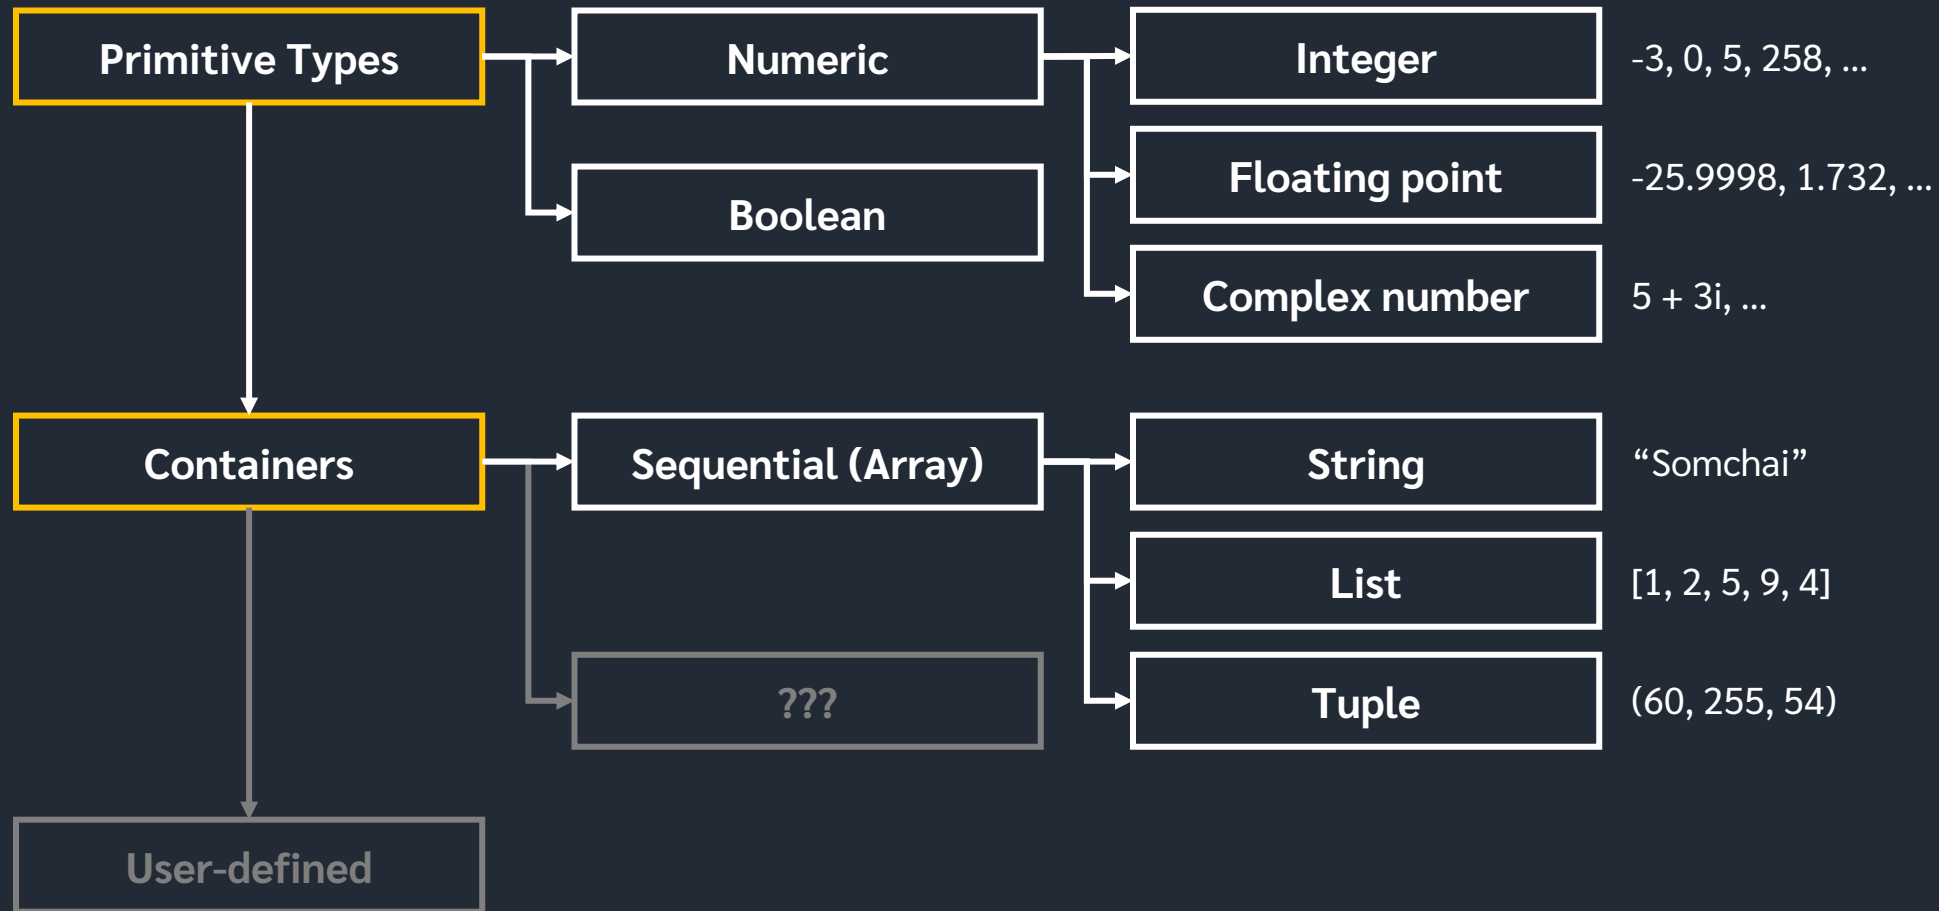 Primitive Types
Numeric
Integer
-3, 0, 5, 258, ...
Floating point
-25.9998, 1.732, ...
Boolean
Complex number
5 + 3i, ...
Containers
Sequential (Array)
String
“Somchai”
List
[1, 2, 5, 9, 4]
???
Tuple
(60, 255, 54)
User-defined